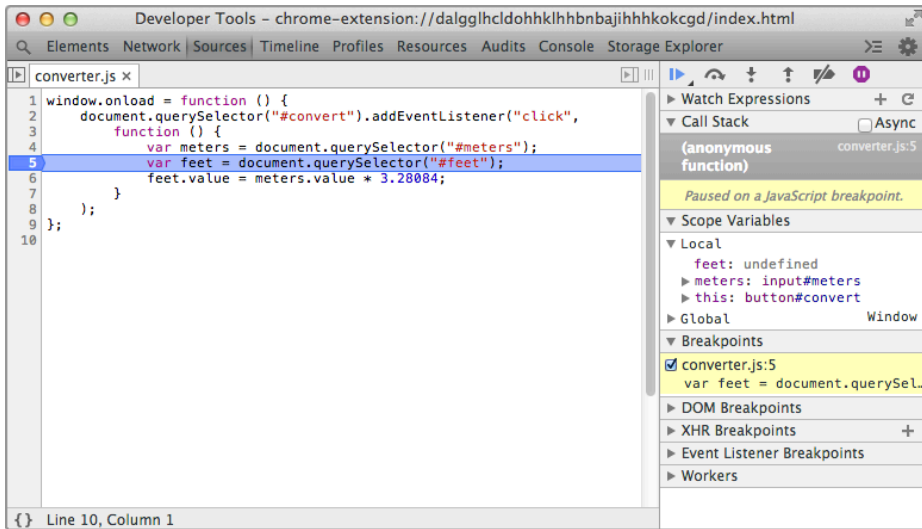 Developer Tools - chrome-extension://dalgglhcldohhklhhbnbajihhhkokcgd/index.html
Elements Network Sources Timeline Profiles Resources Audits Console Storage Explorer
converter.js ×
1 window.onload = function () {
2 document.querySelector("#convert").addEventListener("click",
3 function () {
4 var meters = document.querySelector("#meters");
5 var feet = document.querySelector("#feet");
6 feet.value = meters.value * 3.28084;
7 }
8 );
9 };
10
{} Line 10, Column 1
Watch Expressions
Call Stack Async
(anonymous function) converter.js:5
Paused on a JavaScript breakpoint.
Scope Variables
Local
feet: undefined
meters: input#meters
this: button#convert
Global Window
Breakpoints
converter.js:5
var feet = document.querySel…
DOM Breakpoints
XHR Breakpoints
Event Listener Breakpoints
Workers